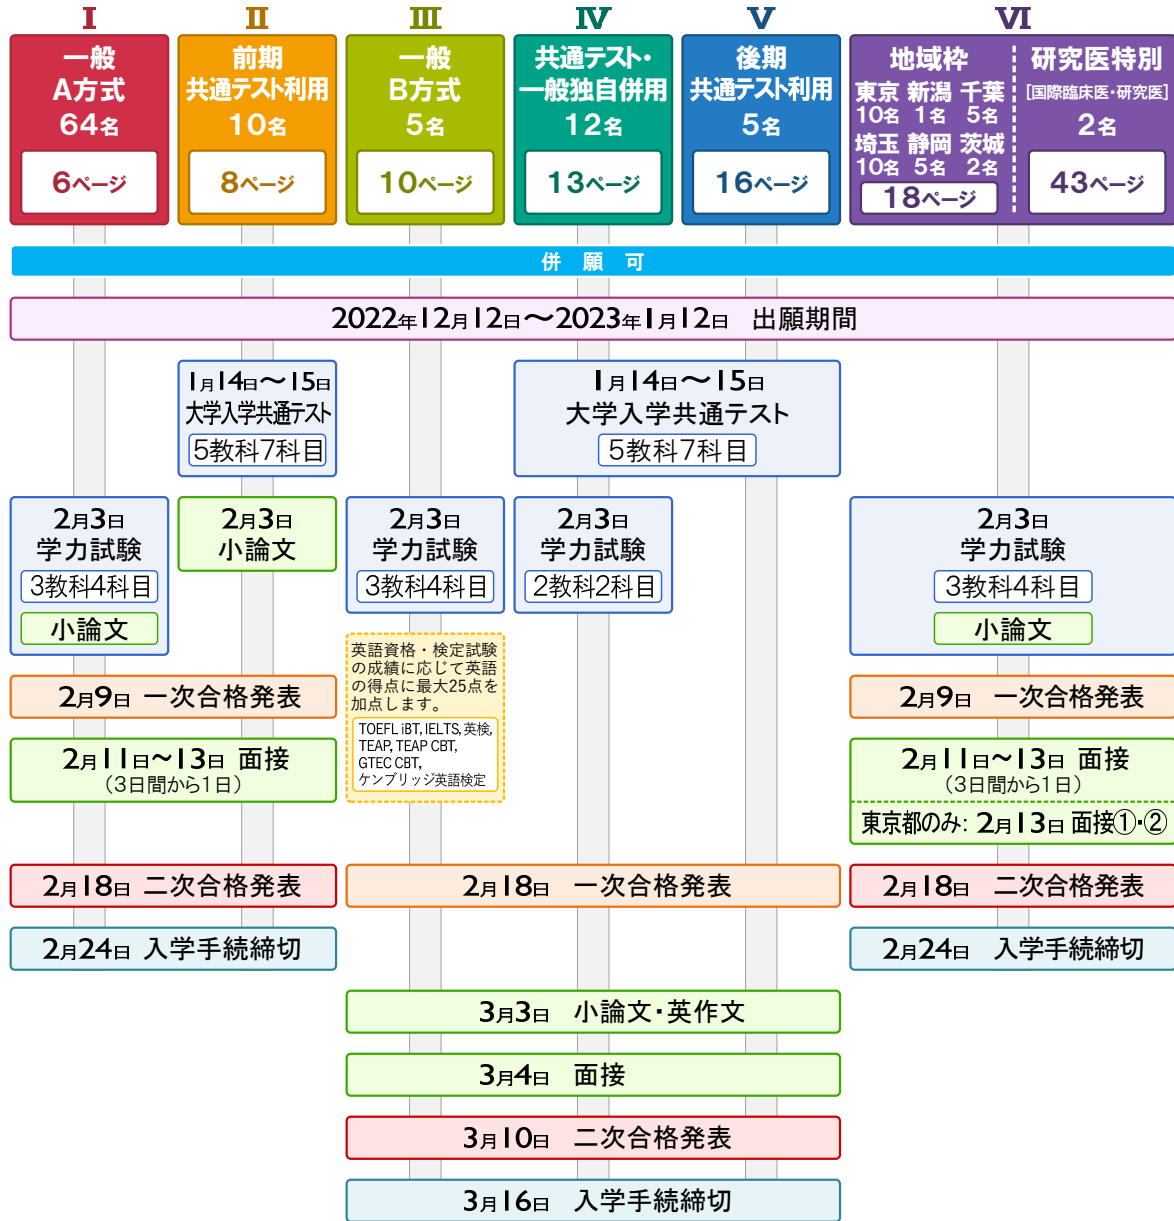 I
一般
A方式
64名
6ページ
II
前期
共通テスト利用
10名
8ページ
III
一般
B方式
5名
10ページ
IV
共通テスト・
一般独自併用
12名
13ページ
V
後期
共通テスト利用
5名
16ページ
VI
地域枠
東京 新潟 千葉
10名 1名 5名
埼玉 静岡 茨城
10名 5名 2名
18ページ
研究医特別
[国際臨床医・研究医]
2名
43ページ
併願可
2022年12月12日〜2023年1月12日 出願期間
1月14日〜15日
大学入学共通テスト
5教科7科目
1月14日〜15日
大学入学共通テスト
5教科7科目
2月3日
学力試験
3教科4科目
小論文
2月3日
小論文
2月3日
学力試験
3教科4科目
2月3日
学力試験
2教科2科目
2月3日
学力試験
3教科4科目
小論文
英語資格・検定試験
の成績に応じて英語
の得点に最大25点を
加点します。
TOEFL iBT, IELTS, 英検,
TEAP, TEAP CBT,
GTEC CBT,
ケンブリッジ英語検定
2月9日 一次合格発表
2月9日 一次合格発表
2月11日〜13日 面接
(3日間から1日)
2月11日〜13日 面接
(3日間から1日)
東京都のみ: 2月13日 面接①・②
2月18日 二次合格発表
2月18日 一次合格発表
2月18日 二次合格発表
2月24日 入学手続締切
2月24日 入学手続締切
3月3日 小論文・英作文
3月4日 面接
3月10日 二次合格発表
3月16日 入学手続締切